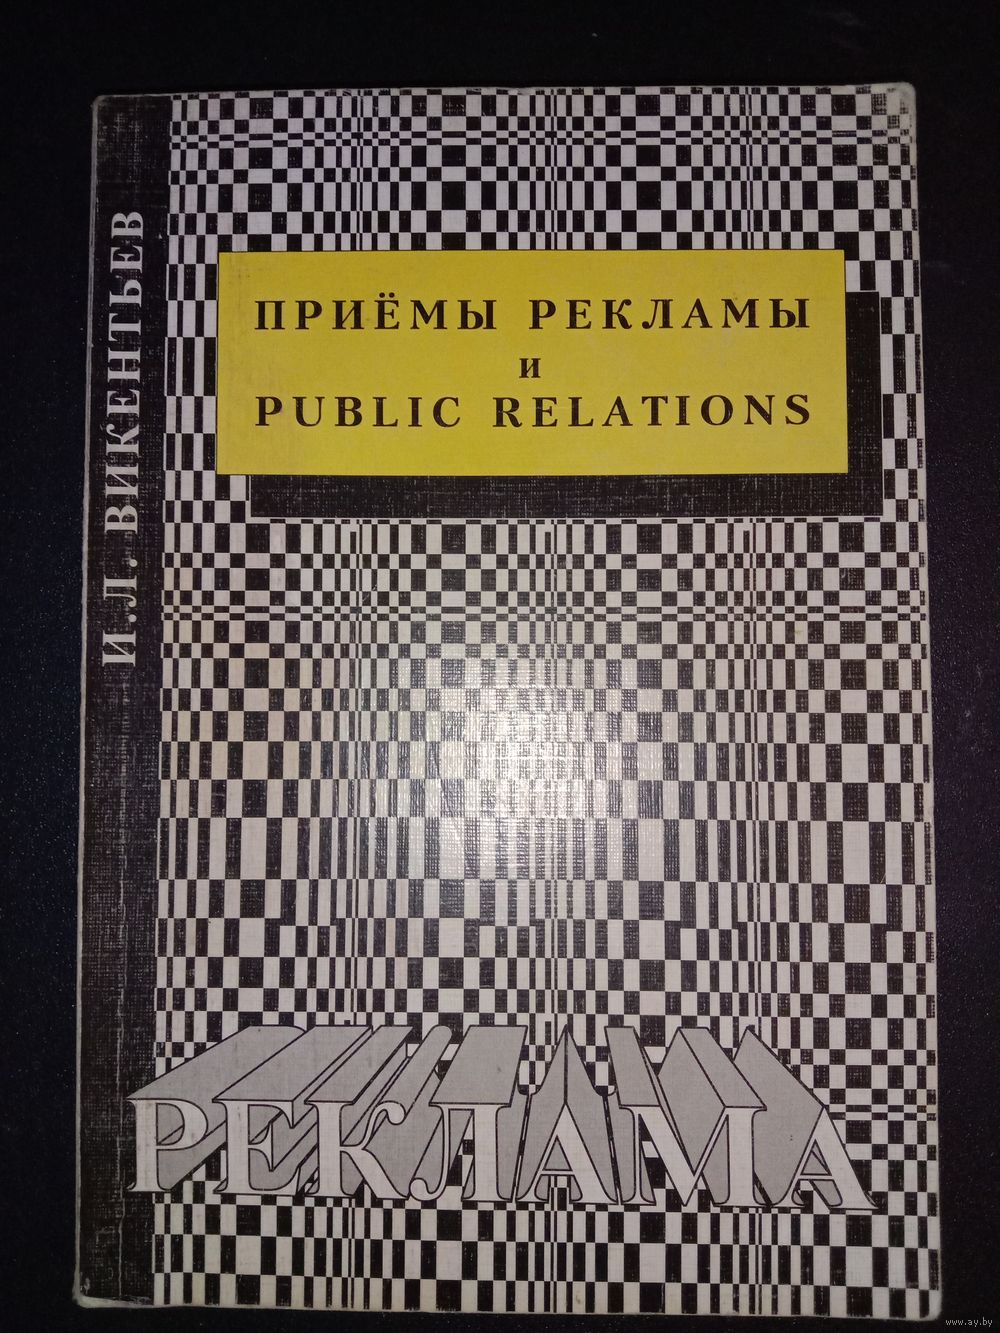 И.Л. ВИКЕНТЬЕВ
ПРИЁМЫ РЕКЛАМЫ
И
PUBLIC RELATIONS
РЕКЛАМА
www.ay.by